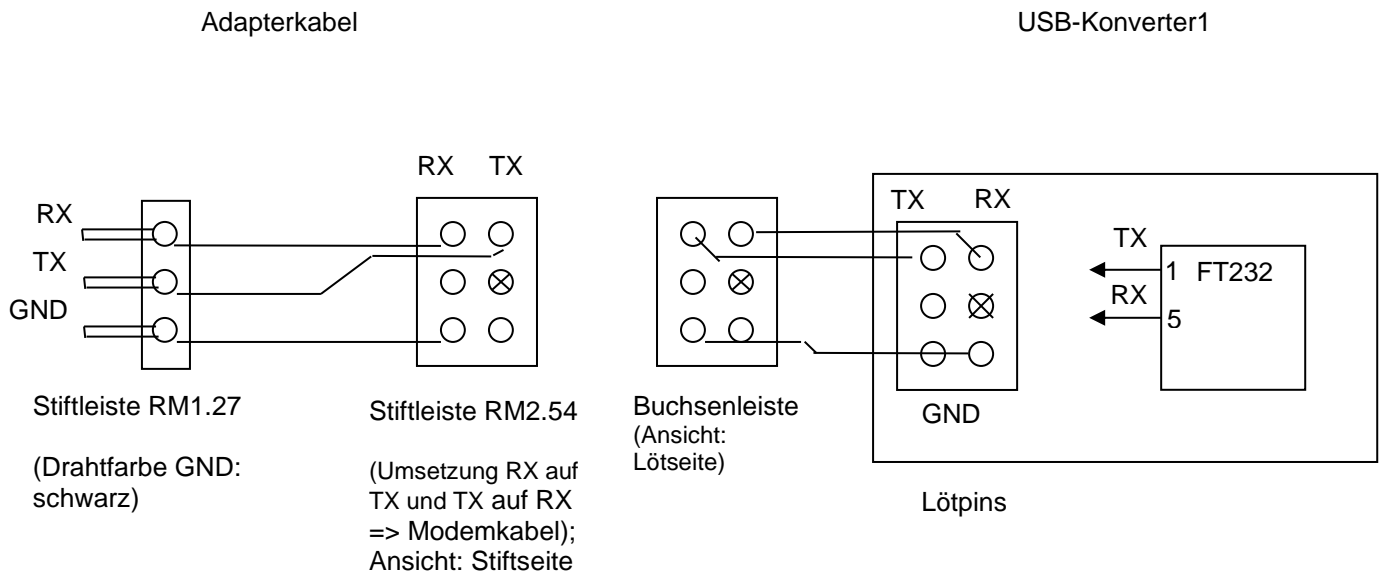 Adapterkabel
USB-Konverter1
RX TX
RX
TX
GND
TX RX
TX
1 FT232
RX
5
GND
Stiftleiste RM1.27
(Drahtfarbe GND:
schwarz)
Stiftleiste RM2.54
(Umsetzung RX auf
TX und TX auf RX
=> Modemkabel);
Ansicht: Stiftseite
Buchsenleiste
(Ansicht:
Lötseite)
Lötpins